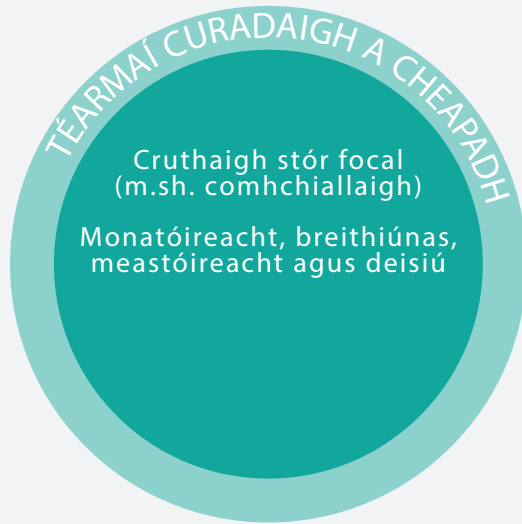 TÉARMAÍ CURADAIGH A CHEAPADH
Cruthaigh stór focal
(m.sh. comhchiallaigh)
Monatóireacht, breithiúnas,
meastóireacht agus deisiú